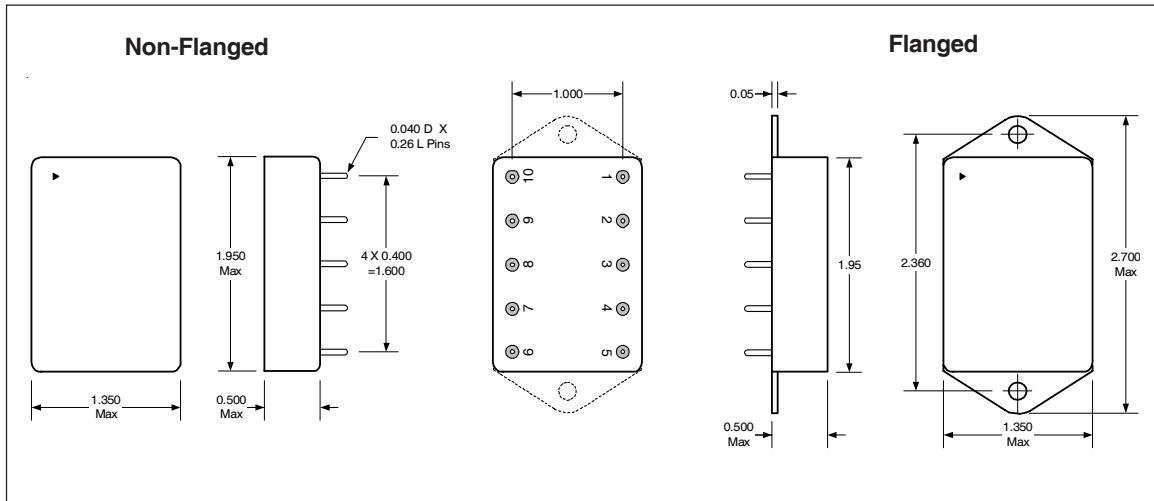 Non-Flanged
Flanged
0.040 D X
0.26 L Pins
1.950
Max
4 X 0.400
=1.600
1.350
Max
0.500
Max
1.000
10 1
9 2
8 3
7 4
6 5
0.05
1.95
0.500
Max
2.360
2.700
Max
1.350
Max